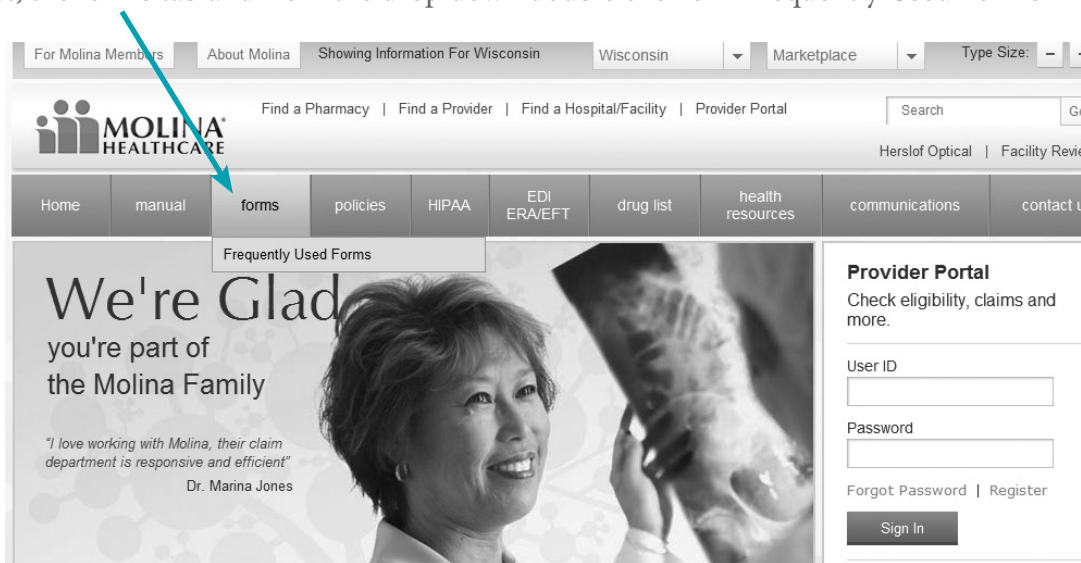 For Molina Members About Molina Showing Information For Wisconsin Wisconsin Marketplace Type Size: –
Find a Pharmacy | Find a Provider | Find a Hospital/Facility | Provider Portal Search
MOLINA
HEALTHCARE
Herslof Optical | Facility
Home manual forms policies HIPAA EDI ERA/EFT drug list health resources communications contact
Frequently Used Forms
We're Glad
you're part of
the Molina Family
"I love working with Molina, their claim
department is responsive and efficient"
Dr. Marina Jones
Provider Portal
Check eligibility, claims and
more.
User ID
Password
Forgot Password | Register
Sign In